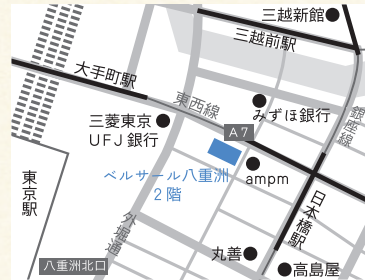 三越新館
三越前駅
大手町駅
東西線
みずほ銀行
三菱東京
UFJ銀行
A7
銀座線
ベルサール八重洲
2階
ampm
東京駅
外堀通
日本橋駅
丸善
八重洲北口
高島屋